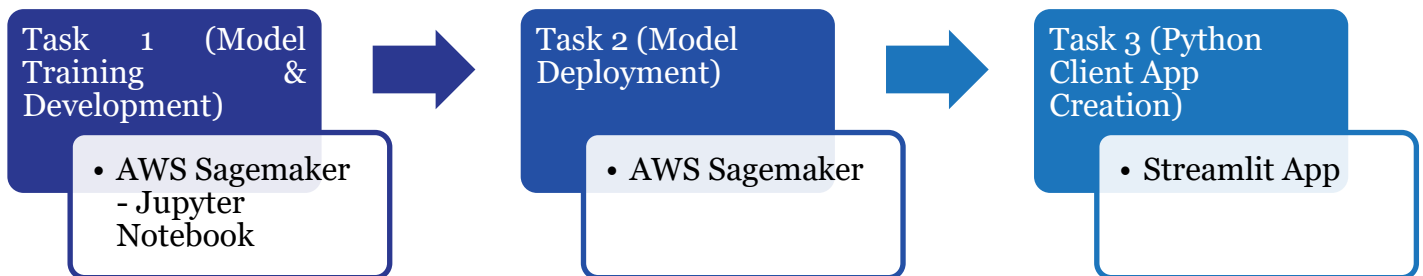 Task 1 (Model
Training &
Development)
• AWS Sagemaker
- Jupyter
Notebook
Task 2 (Model
Deployment)
• AWS Sagemaker
Task 3 (Python
Client App
Creation)
• Streamlit App